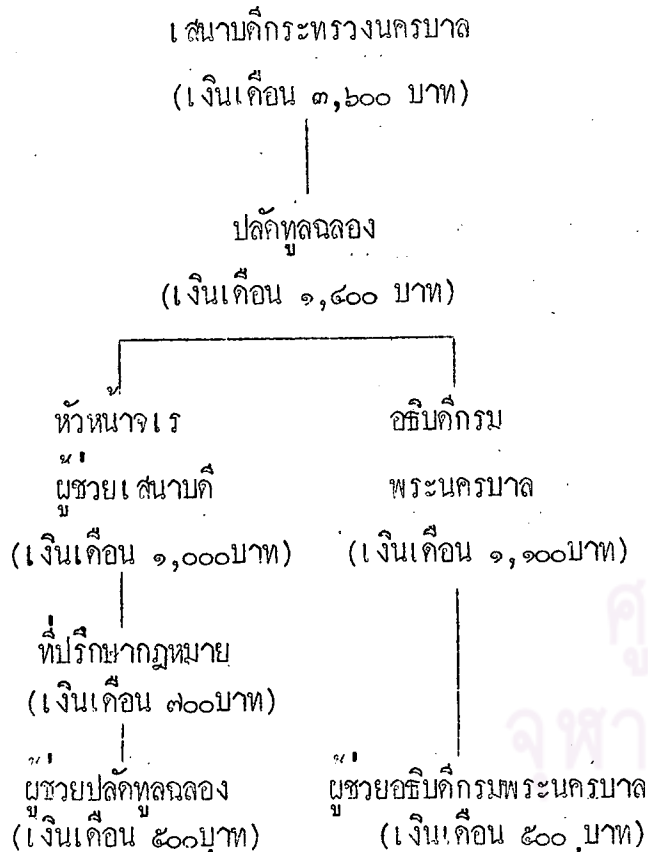 เสนาบดีกระทรวงนครบาล
(เงินเดือน ๓,๖๐๐ บาท)
ปลัดทูลฉลอง
(เงินเดือน ๑,๔๐๐ บาท)
หัวหน้าจเร
ผู้ช่วยเสนาบดี
(เงินเดือน ๑,๐๐๐บาท)
ที่ปรึกษากฎหมาย
(เงินเดือน ๗๐๐บาท)
ผู้ช่วยปลัดทูลฉลอง
(เงินเดือน ๕๐๐บาท)
อธิบดีกรม
พระนครบาล
(เงินเดือน ๑,๑๐๐บาท)
ผู้ช่วยอธิบดีกรมพระนครบาล
(เงินเดือน ๕๐๐ บาท)